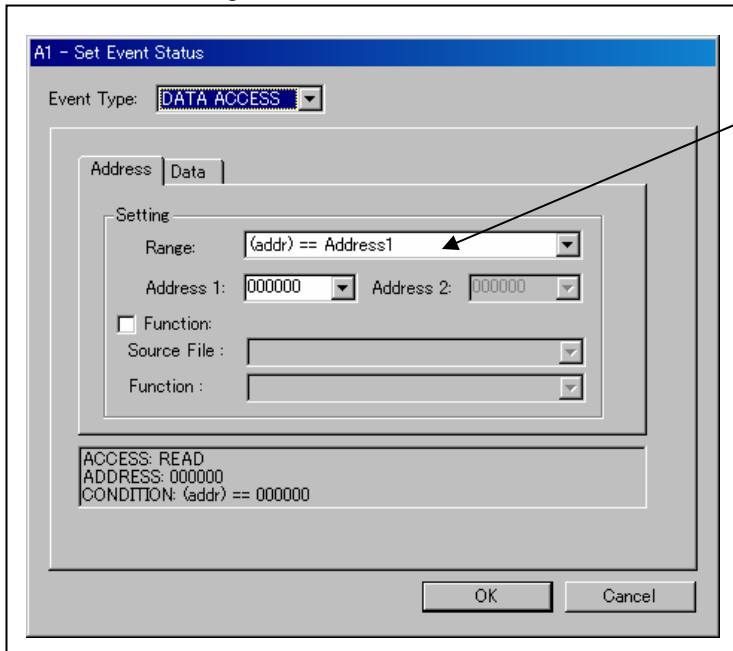 A1 - Set Event Status
Event Type: DATA ACCESS
Address Data
Setting
Range: (addr) == Address1
Address 1: 000000 Address 2: 000000
Function:
Source File :
Function :
ACCESS: READ
ADDRESS: 000000
CONDITION: (addr) == 000000
OK Cancel